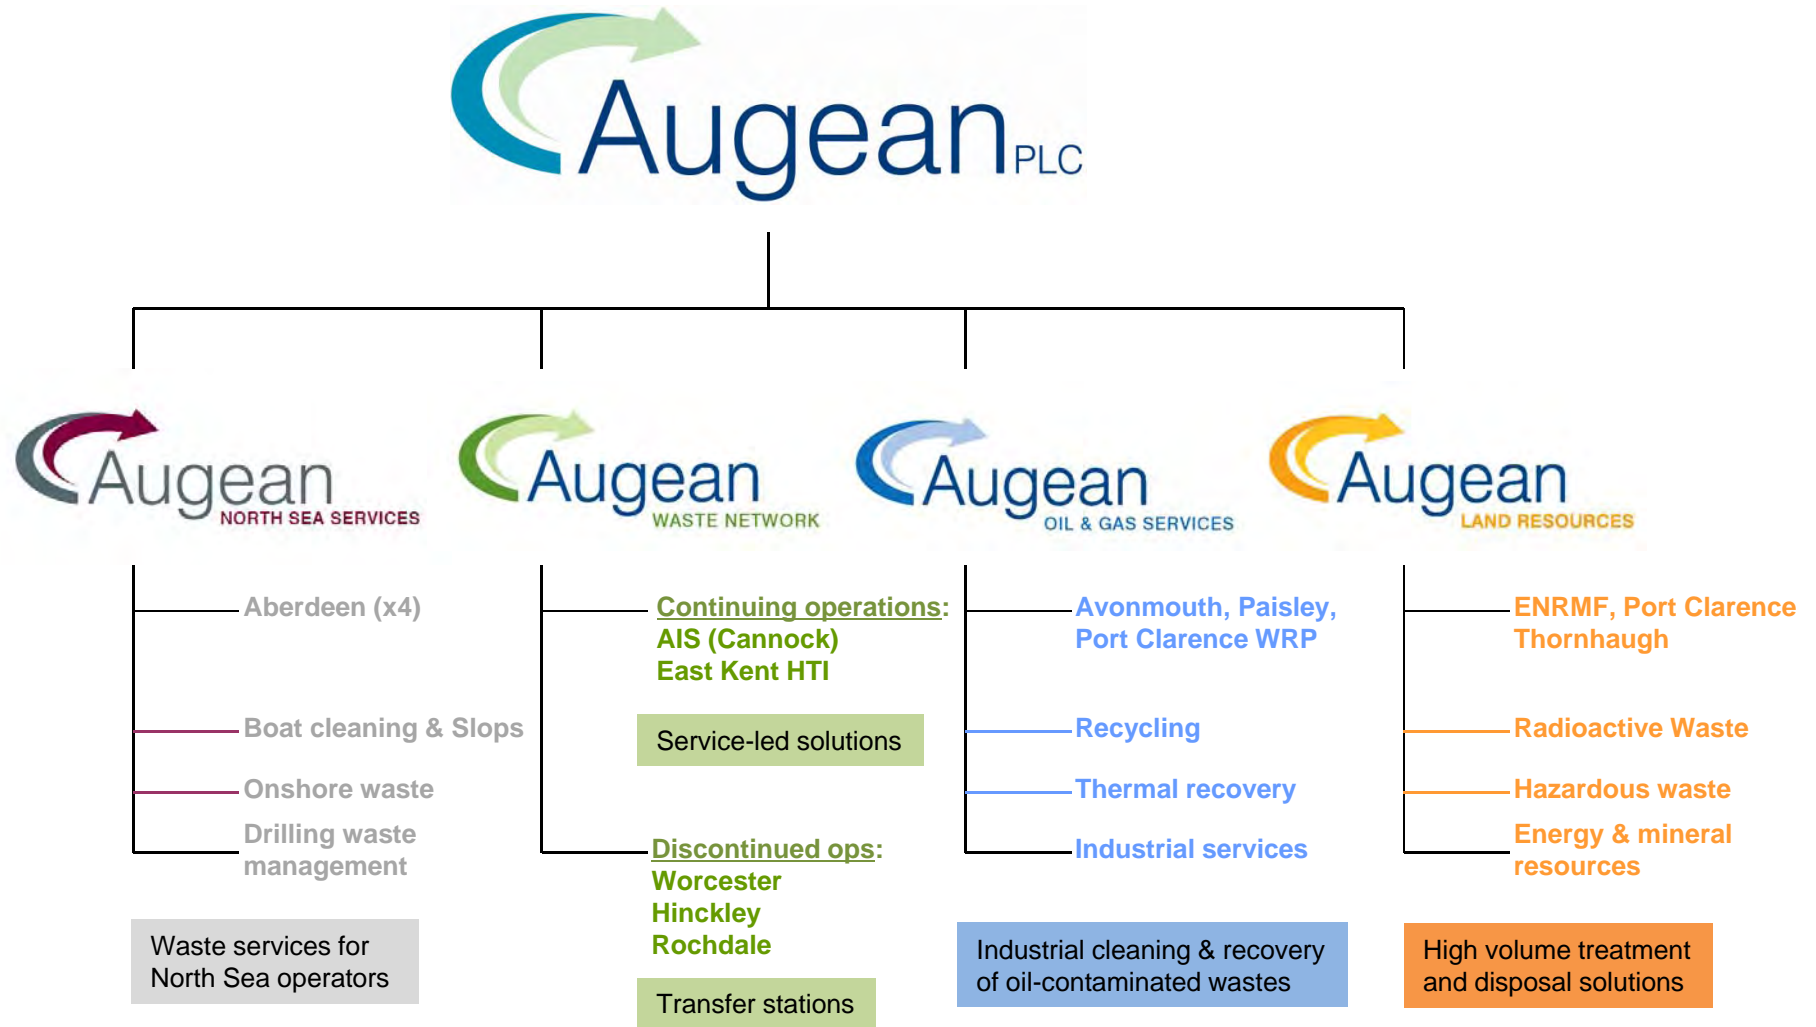 Augean PLC
Augean
NORTH SEA SERVICES
Aberdeen (x4)
Boat cleaning & Slops
Onshore waste
Drilling waste
management
Waste services for
North Sea operators
Augean
WASTE NETWORK
Continuing operations:
AIS (Cannock)
East Kent HTI
Service-led solutions
Discontinued ops:
Worcester
Hinckley
Rochdale
Transfer stations
Augean
OIL & GAS SERVICES
Avonmouth, Paisley,
Port Clarence WRP
Recycling
Thermal recovery
Industrial services
Industrial cleaning & recovery
of oil-contaminated wastes
Augean
LAND RESOURCES
ENRMF, Port Clarence
Thornhaugh
Radioactive Waste
Hazardous waste
Energy & mineral
resources
High volume treatment
and disposal solutions